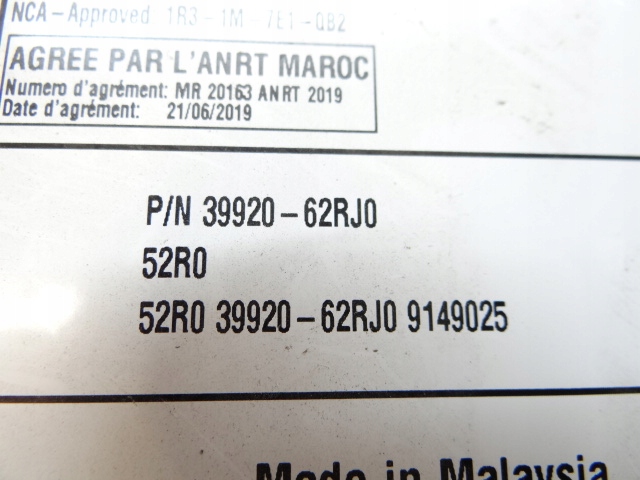 NCA-Approved 1R3-1M-7E1-0B2
AGREE PAR L'ANRT MAROC
Numero d'agrément: MR 20163 ANRT 2019
Date d'agrément: 21/06/2019
P/N 39920-62RJ0
52R0
52R0 39920-62RJ0 9149025
Made in Malaysia